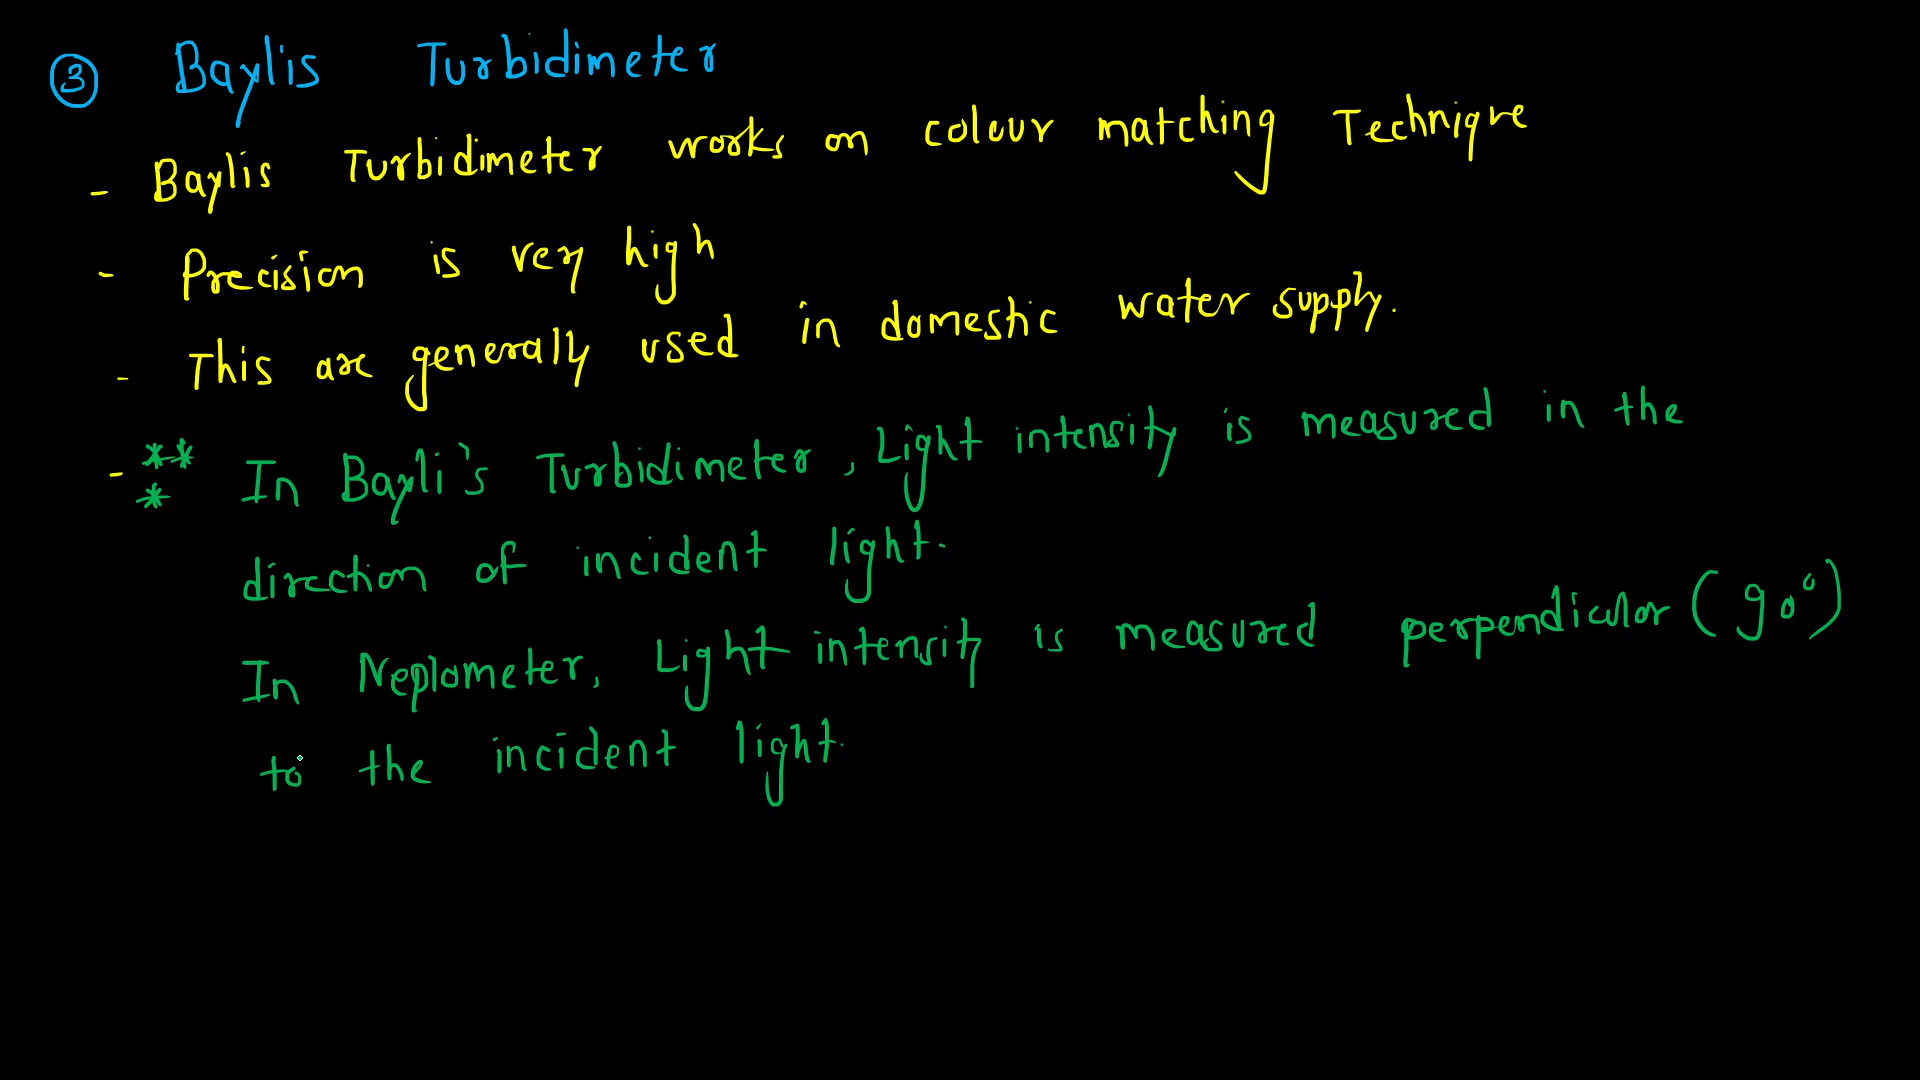 ③ Baylis Turbidimeter
- Baylis Turbidimeter works on colour matching Technique
- Precision is very high
- This are generally used in domestic water supply.
- *** In Bayli's Turbidimeter, Light intensity is measured in the
direction of incident light.
In Neplometer, Light intensity is measured perpendicular (90°)
to the incident light.